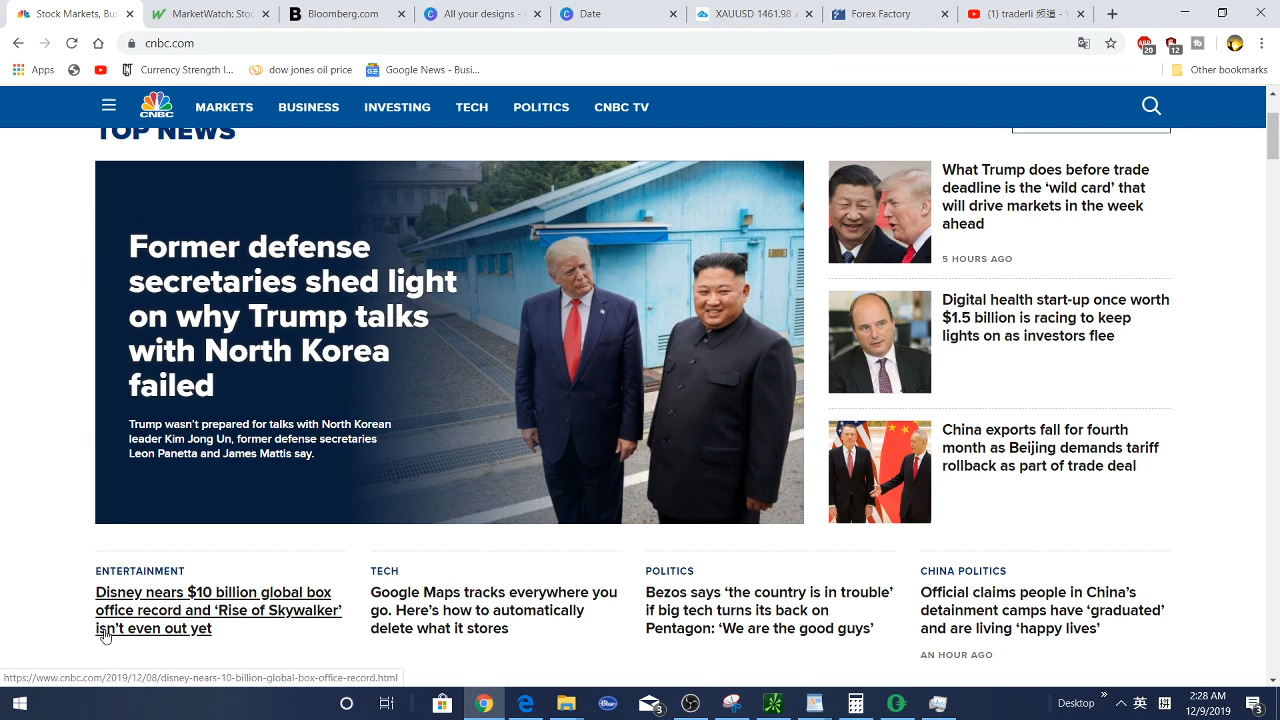 Stock Markets, Bus
MarketWatch: Stoc
Bloomberg.com
All your designs - C
Date
XAUUSD 1461.98
Forex Factory
(1) traderli 频道 - Y
cnbc.com
20
12
Apps
Currency Strength I...
dow jones oil price
Google News - Busi...
Other bookmarks
CNBC
MARKETS
BUSINESS
INVESTING
TECH
POLITICS
CNBC TV
TOP NEWS
Former defense
secretaries shed light
on why Trump talks
with North Korea
failed
Trump wasn't prepared for talks with North Korean
leader Kim Jong Un, former defense secretaries
Leon Panetta and James Mattis say.
What Trump does before trade
deadline is the ‘wild card’ that
will drive markets in the week
ahead
5 HOURS AGO
Digital health start-up once worth
$1.5 billion is racing to keep
lights on as investors flee
China exports fall for fourth
month as Beijing demands tariff
rollback as part of trade deal
ENTERTAINMENT
Disney nears $10 billion global box
office record and ‘Rise of Skywalker’
isn’t even out yet
TECH
Google Maps tracks everywhere you
go. Here’s how to automatically
delete what it stores
POLITICS
Bezos says ‘the country is in trouble’
if big tech turns its back on
Pentagon: ‘We are the good guys’
CHINA POLITICS
Official claims people in China’s
detainment camps have ‘graduated’
and are living ‘happy lives’
AN HOUR AGO
https://www.cnbc.com/2019/12/08/disney-nears-10-billion-global-box-office-record.html
Blue
3
Desktop
英
拼
2:28 AM
12/9/2019
3